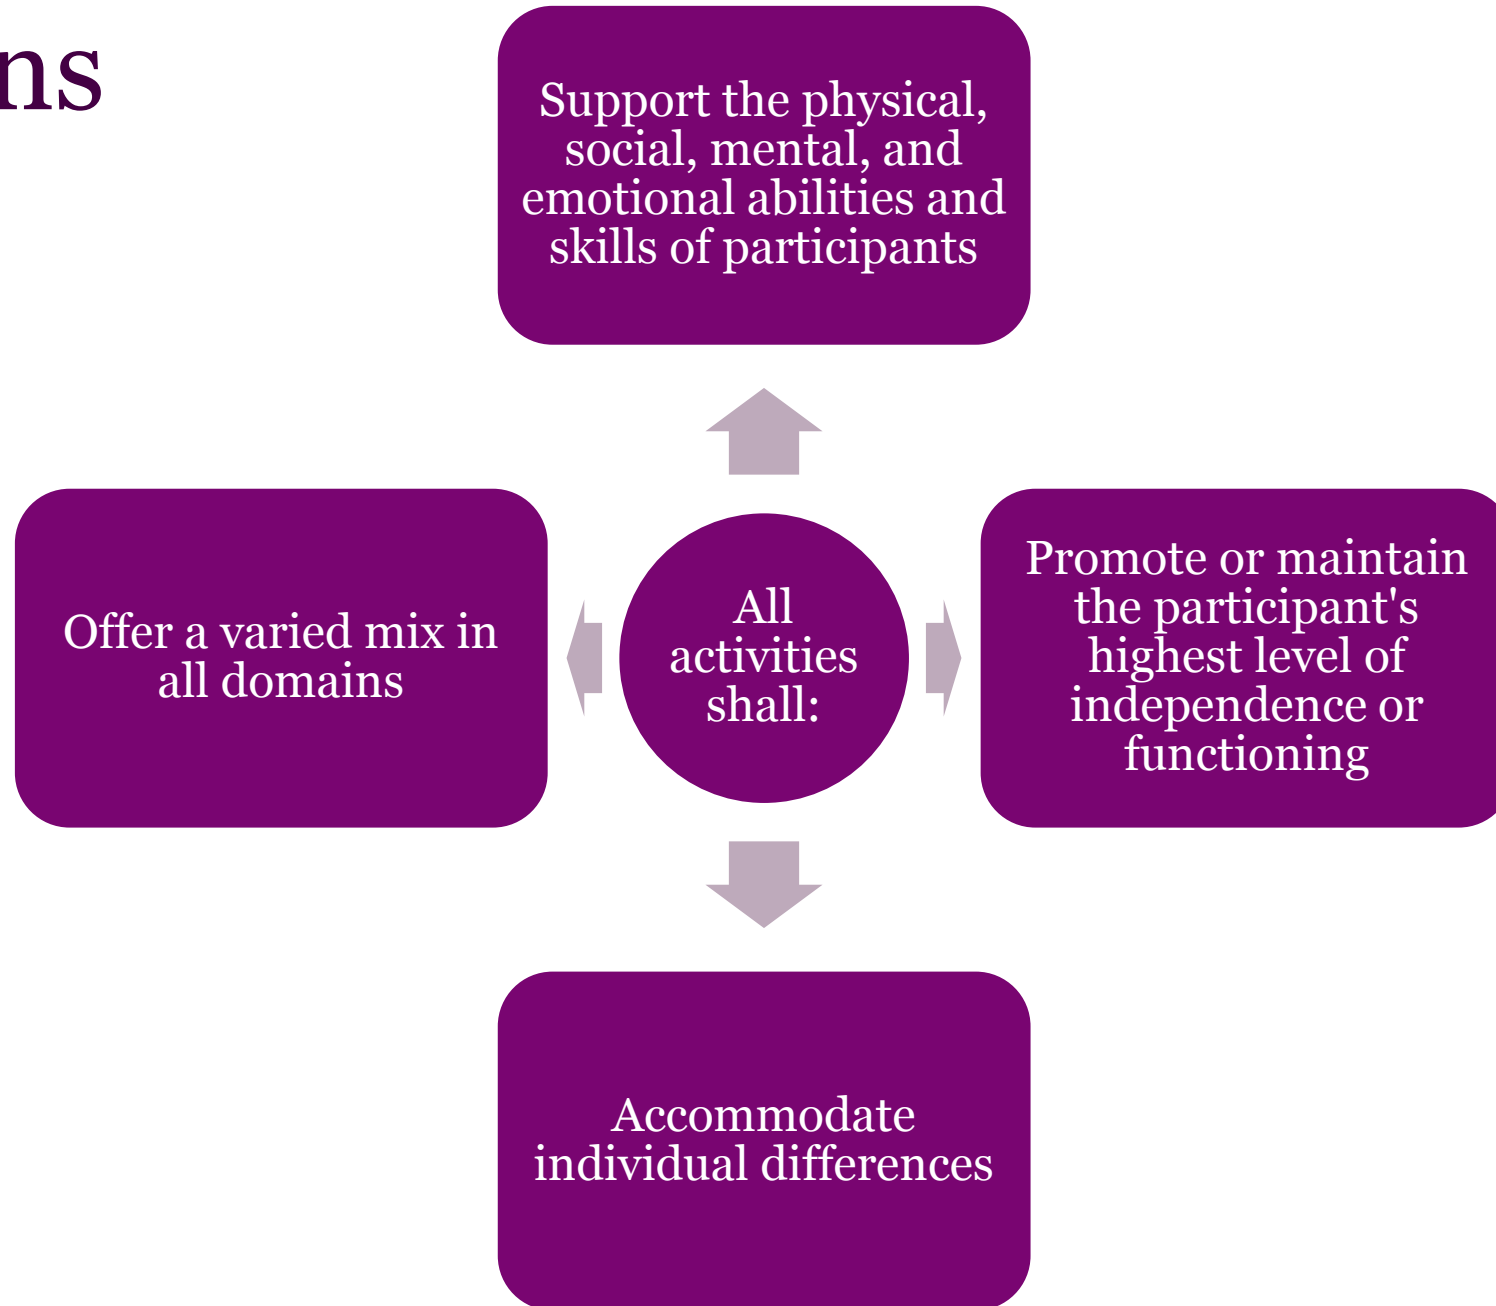 ns
Support the physical,
social, mental, and
emotional abilities and
skills of participants
Offer a varied mix in
all domains
All
activities
shall:
Promote or maintain
the participant's
highest level of
independence or
functioning
Accommodate
individual differences